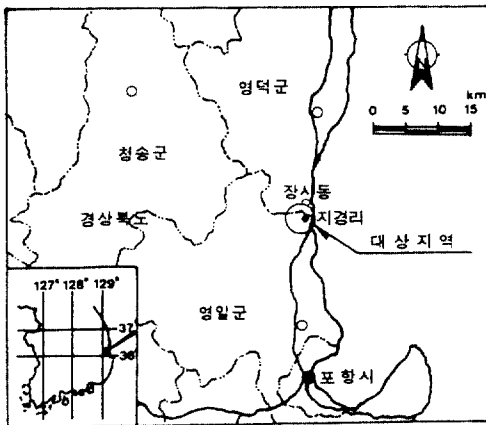 영덕군
km
0 5 10 15
청송군
장사동
경상북도
지경리
대상지역
127° 128° 129°
37
36
영일군
포항시